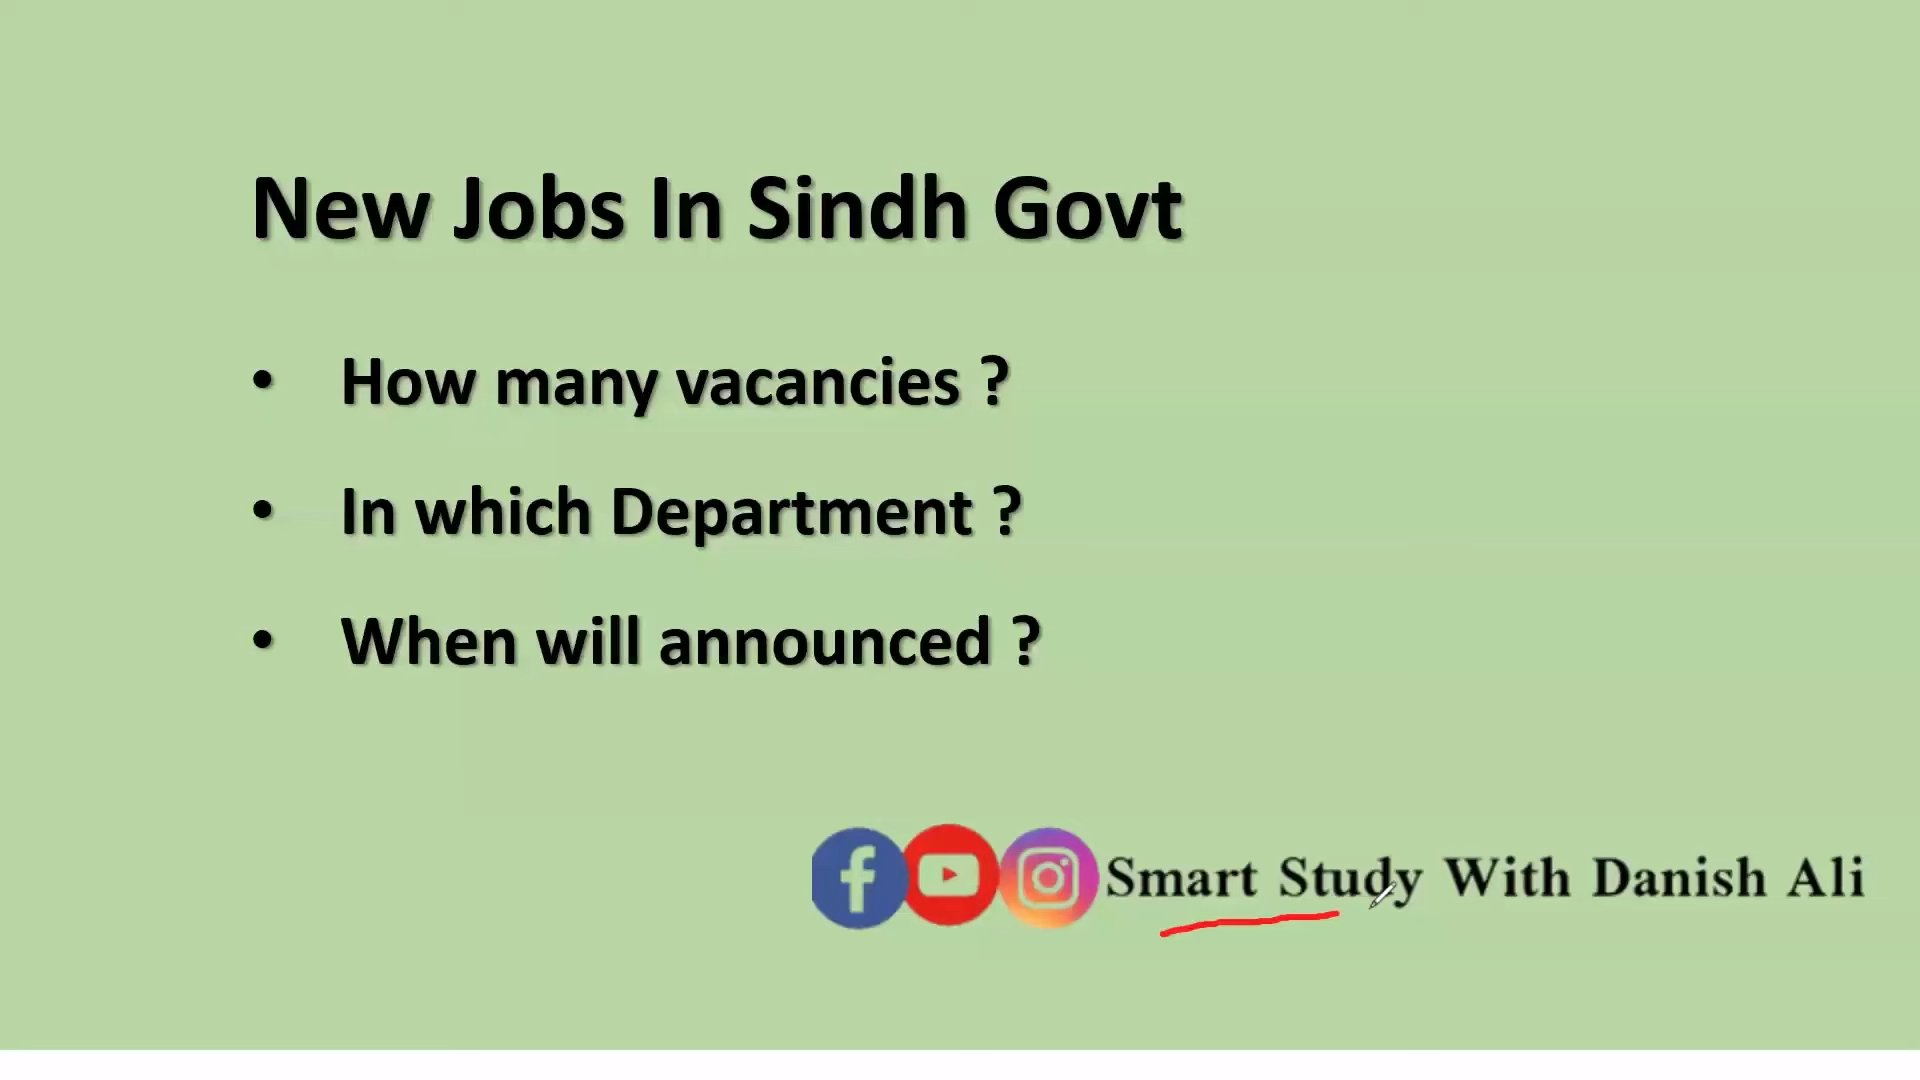 New Jobs In Sindh Govt
• How many vacancies ?
• In which Department ?
• When will announced ?
Smart Study With Danish Ali